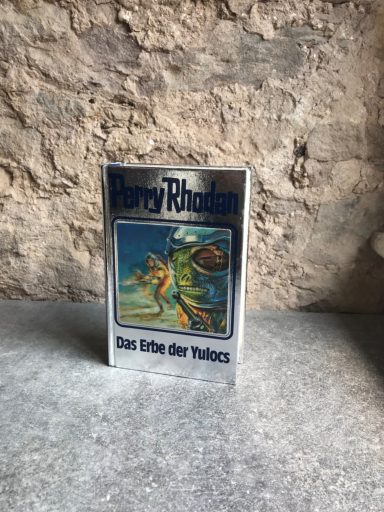 Perry Rhodan
Das Erbe der Yulocs